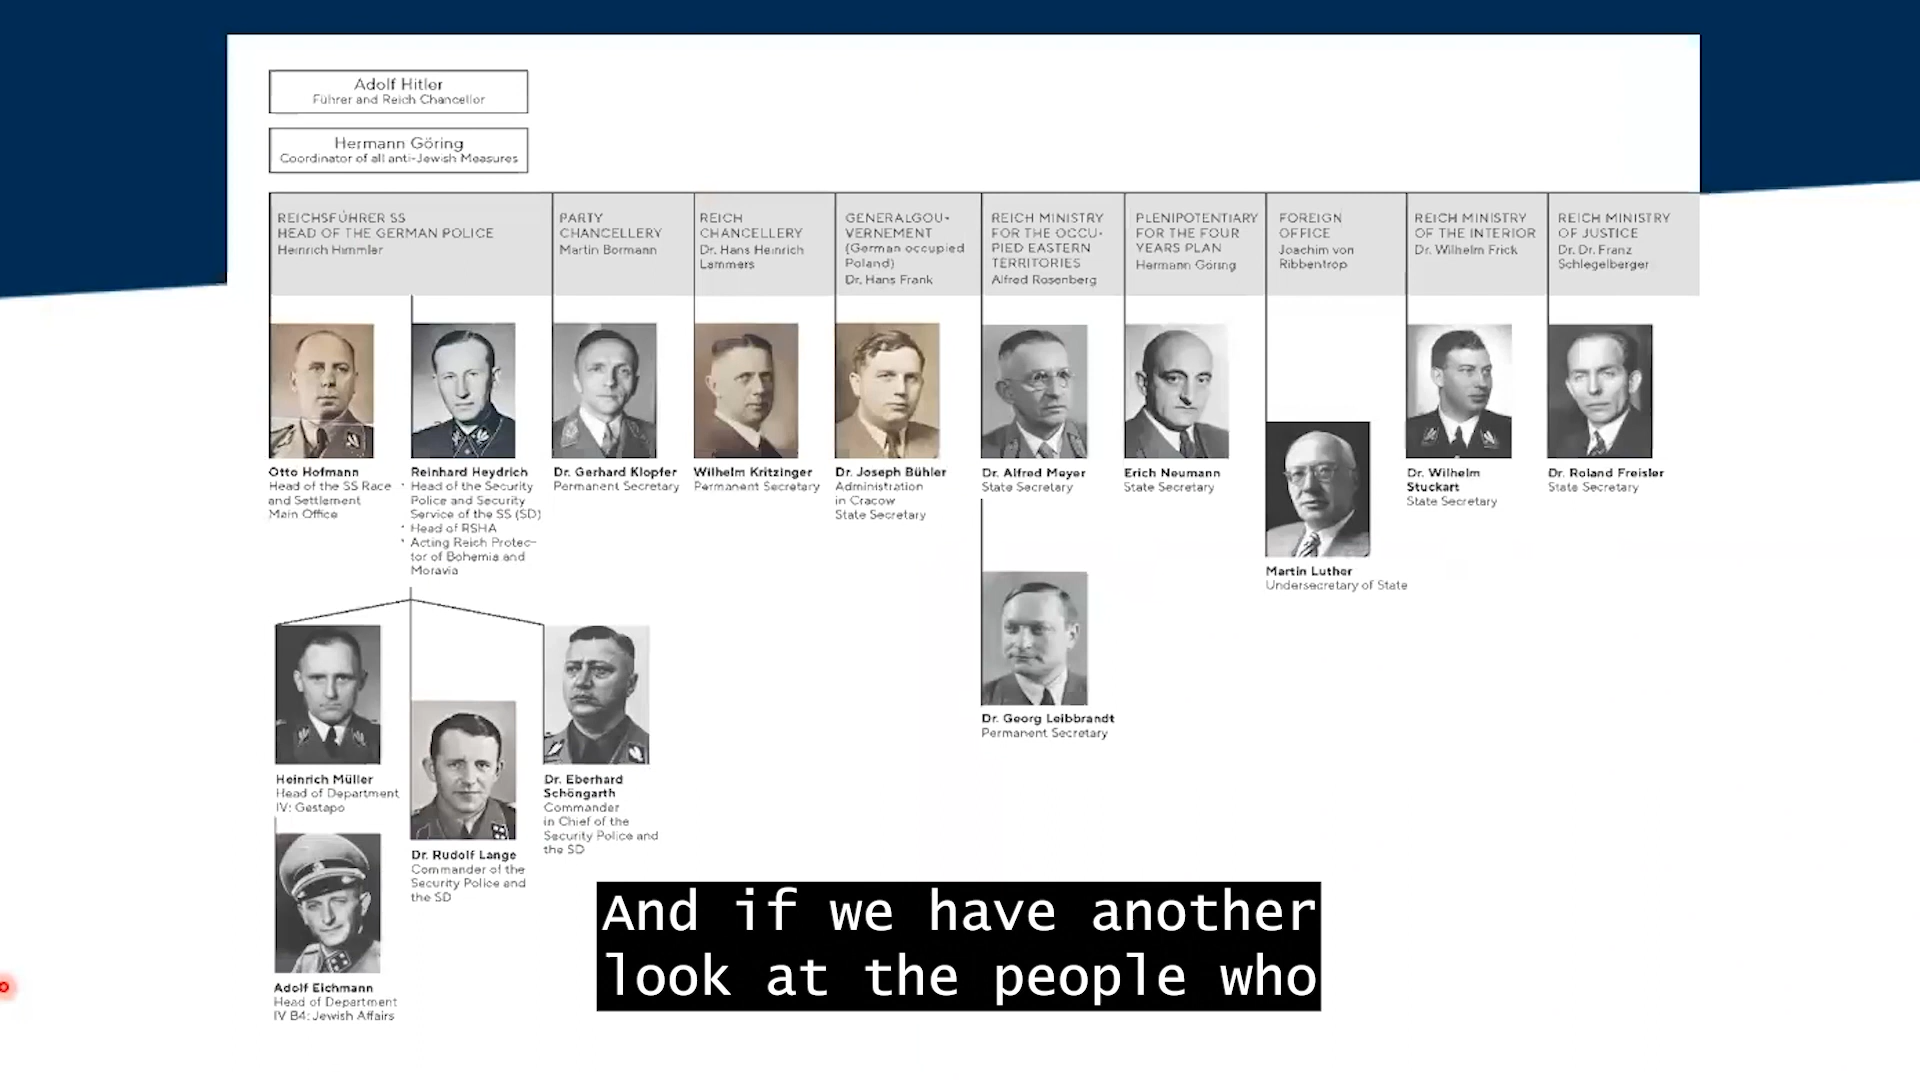 Adolf Hitler
Führer and Reich Chancellor
Hermann Göring
Coordinator of all anti-Jewish Measures
REICHSFÜHRER SS
HEAD OF THE GERMAN POLICE
Heinrich Himmler
PARTY
CHANCELLERY
Martin Bormann
REICH
CHANCELLERY
Dr. Hans Heinrich
Lammers
GENERALGOU-
VERNEMENT
(German occupied
Poland)
Dr. Hans Frank
REICH MINISTRY
FOR THE OCCU-
PIED EASTERN
TERRITORIES
Alfred Rosenberg
PLENIPOTENTIARY
FOR THE FOUR
YEARS PLAN
Hermann Göring
FOREIGN
OFFICE
Joachim von
Ribbentrop
REICH MINISTRY
OF THE INTERIOR
Dr. Wilhelm Frick
REICH MINISTRY
OF JUSTICE
Dr. Dr. Franz
Schlegelberger
Otto Hofmann
Head of the SS Race
and Settlement
Main Office
Reinhard Heydrich
• Head of the Security
Police and Security
Service of the SS (SD)
• Head of RSHA
• Acting Reich Protec-
tor of Bohemia and
Moravia
Dr. Gerhard Klopfer
Permanent Secretary
Wilhelm Kritzinger
Permanent Secretary
Dr. Joseph Bühler
Administration
in Cracow
State Secretary
Dr. Alfred Meyer
State Secretary
Erich Neumann
State Secretary
Martin Luther
Undersecretary of State
Dr. Wilhelm
Stuckart
State Secretary
Dr. Roland Freisler
State Secretary
Dr. Georg Leibbrandt
Permanent Secretary
Heinrich Müller
Head of Department
IV: Gestapo
Dr. Rudolf Lange
Commander of the
Security Police and
the SD
Dr. Eberhard
Schöngarth
Commander
in Chief of the
Security Police and
the SD
Adolf Eichmann
Head of Department
IV B4: Jewish Affairs
And if we have another
look at the people who